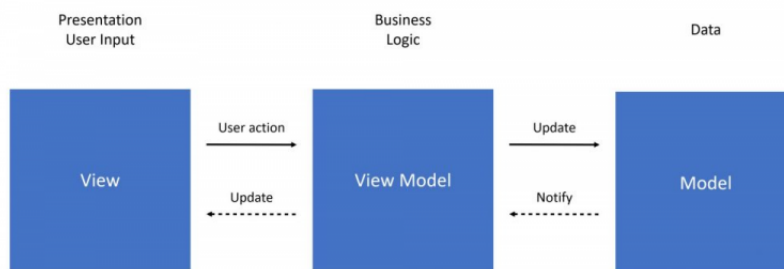 Presentation
User Input
Business
Logic
Data
View
User action
Update
View Model
Update
Notify
Model